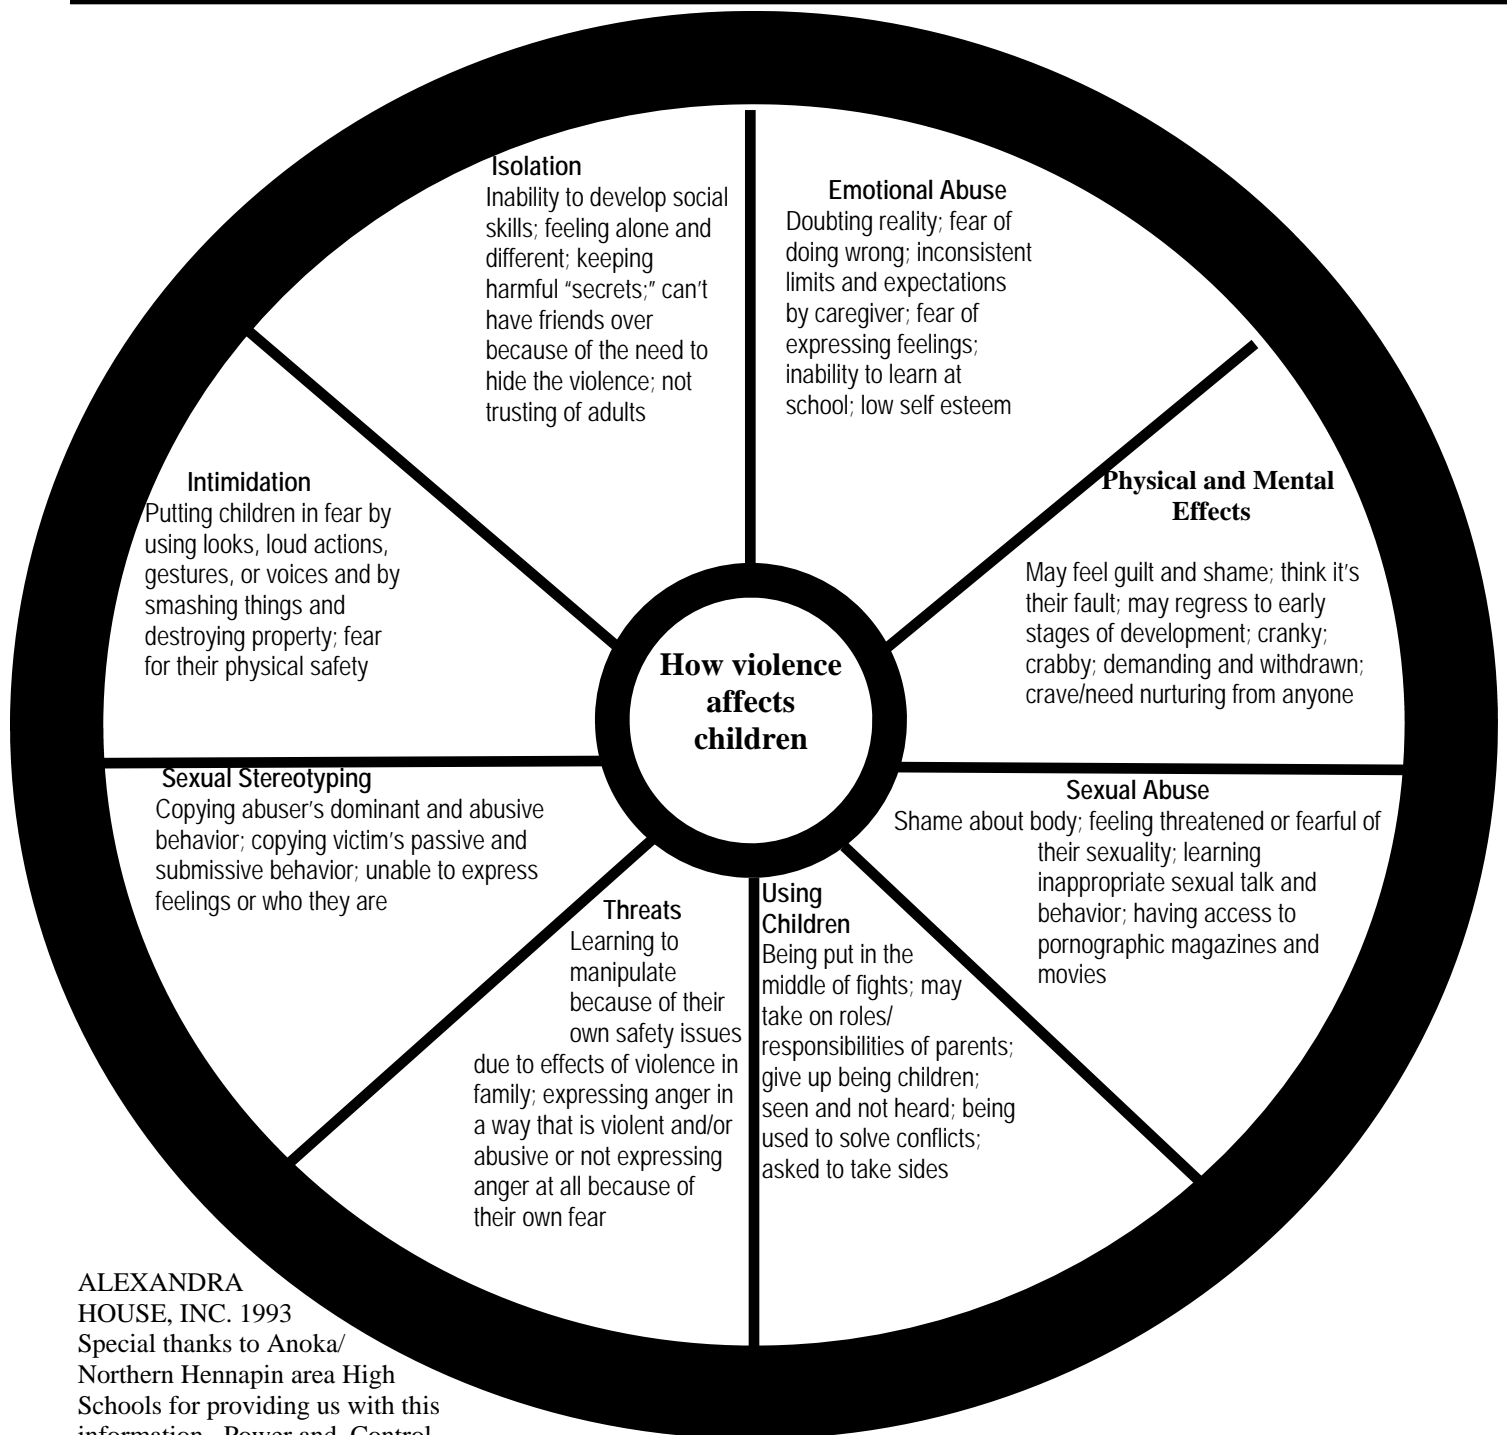 Isolation
Inability to develop social
skills; feeling alone and
different; keeping
harmful “secrets;” can’t
have friends over
because of the need to
hide the violence; not
trusting of adults
Emotional Abuse
Doubting reality; fear of
doing wrong; inconsistent
limits and expectations
by caregiver; fear of
expressing feelings;
inability to learn at
school; low self esteem
Physical and Mental
Effects
May feel guilt and shame; think it’s
their fault; may regress to early
stages of development; cranky;
crabby; demanding and withdrawn;
crave/need nurturing from anyone
Intimidation
Putting children in fear by
using looks, loud actions,
gestures, or voices and by
smashing things and
destroying property; fear
for their physical safety
How violence
affects
children
Sexual Stereotyping
Copying abuser’s dominant and abusive
behavior; copying victim’s passive and
submissive behavior; unable to express
feelings or who they are
Sexual Abuse
Shame about body; feeling threatened or fearful of
their sexuality; learning
inappropriate sexual talk and
behavior; having access to
pornographic magazines and
movies
Threats
Learning to
manipulate
because of their
own safety issues
due to effects of violence in
family; expressing anger in
a way that is violent and/or
abusive or not expressing
anger at all because of
their own fear
Using
Children
Being put in the
middle of fights; may
take on roles/
responsibilities of parents;
give up being children;
seen and not heard; being
used to solve conflicts;
asked to take sides
ALEXANDRA
HOUSE, INC. 1993
Special thanks to Anoka/
Northern Hennapin area High
Schools for providing us with this
information. Power and Control